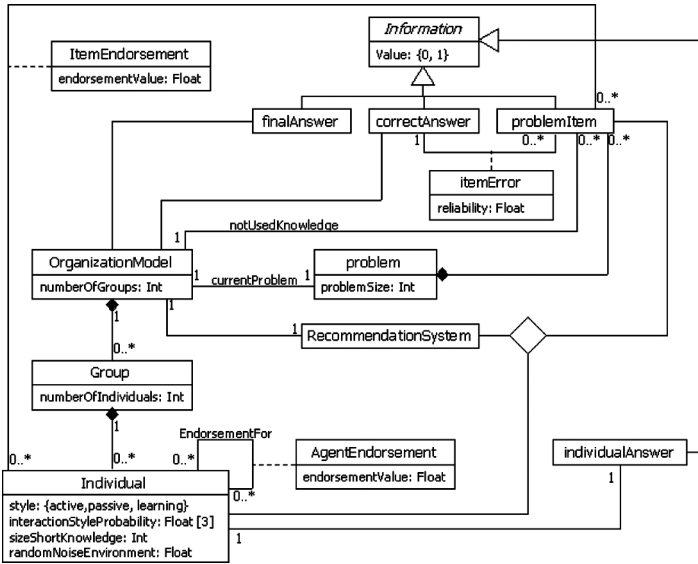 Information
Value: {0, 1}
ItemEndorsement
endorsementValue: Float
0..*
finalAnswer
correctAnswer
problemItem
1
0..*
0..*
0..*
itemError
reliability: Float
notUsedKnowledge
1
OrganizationModel
numberOfGroups: Int
1
currentProblem
1
problem
problemSize: Int
1
1
RecommendationSystem
1
0..*
Group
numberOfIndividuals: Int
1
EndorsementFor
0..*
0..*
0..*
AgentEndorsement
endorsementValue: Float
individualAnswer
Individual
0..*
1
style: {active,passive, learning}
interactionStyleProbability: Float [3]
sizeShortKnowledge: Int
randomNoiseEnvironment: Float
1